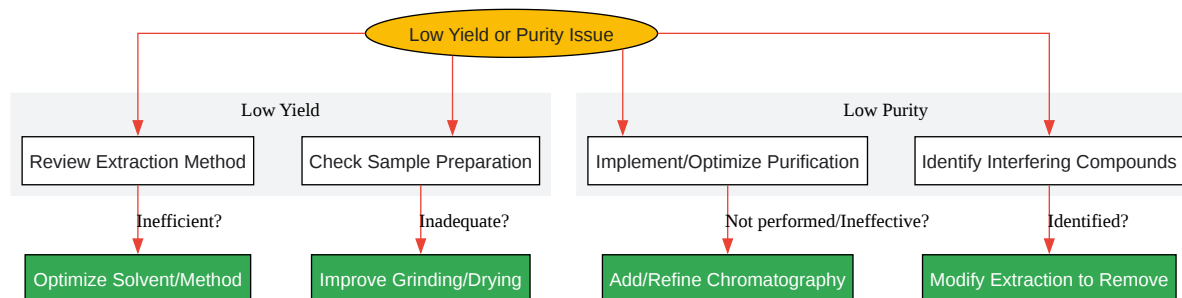 Low Yield or Purity Issue
Low Yield
Low Purity
Review Extraction Method
Check Sample Preparation
Implement/Optimize Purification
Identify Interfering Compounds
Inefficient?
Inadequate?
Not performed/Ineffective?
Identified?
Optimize Solvent/Method
Improve Grinding/Drying
Add/Refine Chromatography
Modify Extraction to Remove